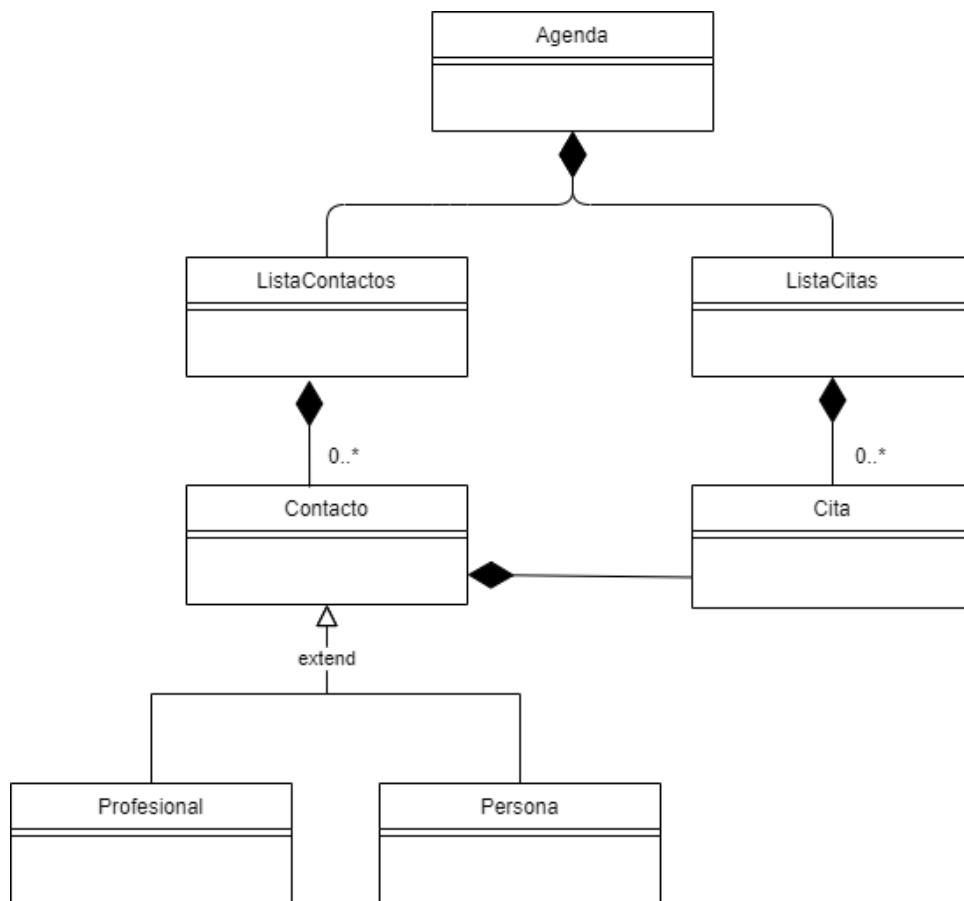 Agenda
ListaContactos
ListaCitas
0..*
0..*
Contacto
Cita
extend
Profesional
Persona